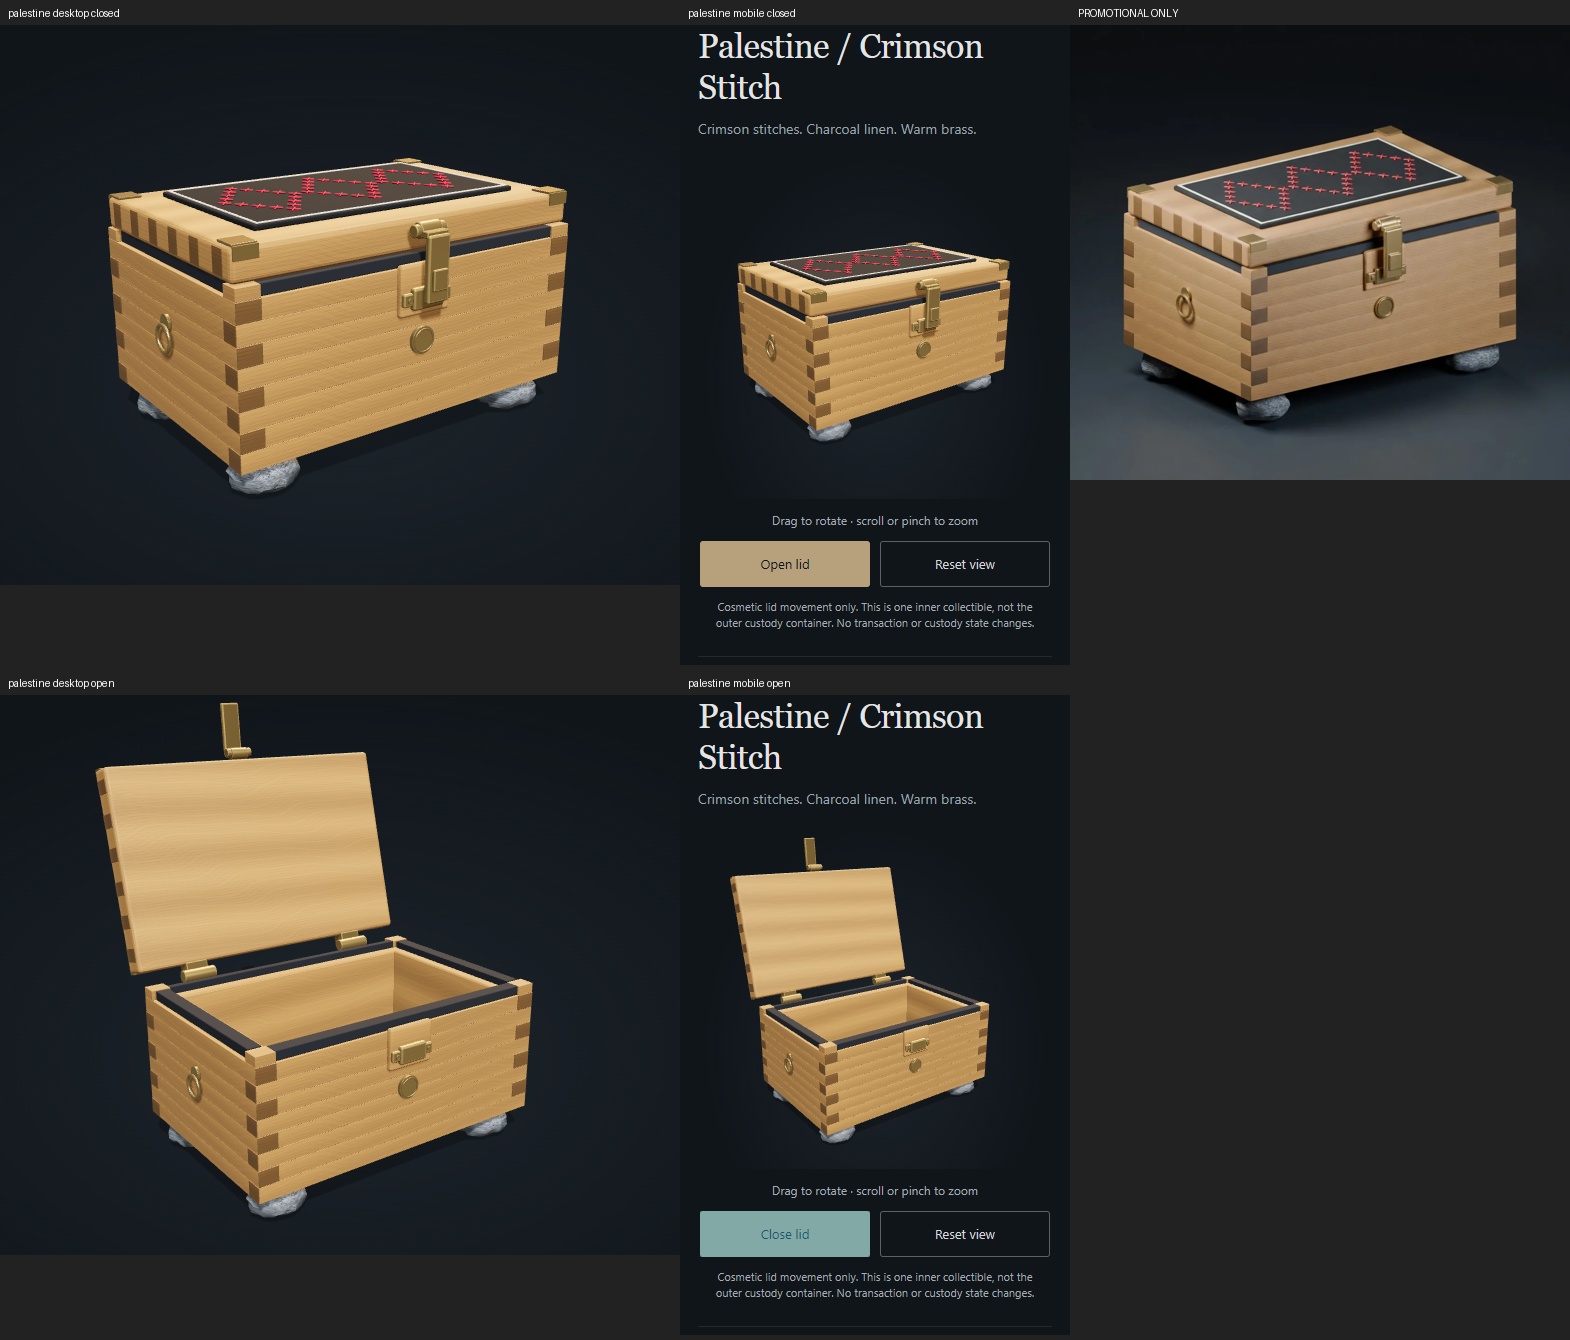 palestine desktop closed
palestine mobile closed
PROMOTIONAL ONLY
Palestine / Crimson
Stitch
Crimson stitches. Charcoal linen. Warm brass.
Drag to rotate · scroll or pinch to zoom
Open lid
Reset view
Cosmetic lid movement only. This is one inner collectible, not the
outer custody container. No transaction or custody state changes.
palestine desktop open
palestine mobile open
Palestine / Crimson
Stitch
Crimson stitches. Charcoal linen. Warm brass.
Drag to rotate · scroll or pinch to zoom
Close lid
Reset view
Cosmetic lid movement only. This is one inner collectible, not the
outer custody container. No transaction or custody state changes.